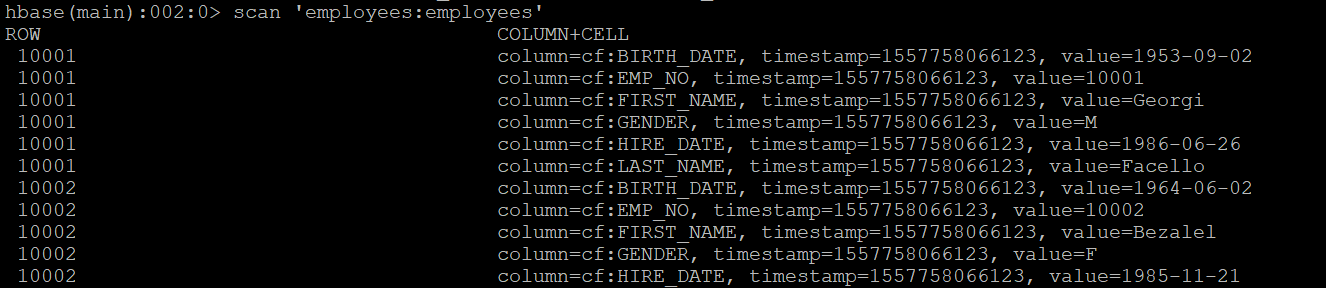 hbase(main):002:0> scan 'employees:employees'
ROW COLUMN+CELL
10001 column=cf:BIRTH_DATE, timestamp=1557758066123, value=1953-09-02
10001 column=cf:EMP_NO, timestamp=1557758066123, value=10001
10001 column=cf:FIRST_NAME, timestamp=1557758066123, value=Georgi
10001 column=cf:GENDER, timestamp=1557758066123, value=M
10001 column=cf:HIRE_DATE, timestamp=1557758066123, value=1986-06-26
10001 column=cf:LAST_NAME, timestamp=1557758066123, value=Facello
10002 column=cf:BIRTH_DATE, timestamp=1557758066123, value=1964-06-02
10002 column=cf:EMP_NO, timestamp=1557758066123, value=10002
10002 column=cf:FIRST_NAME, timestamp=1557758066123, value=Bezalel
10002 column=cf:GENDER, timestamp=1557758066123, value=F
10002 column=cf:HIRE_DATE, timestamp=1557758066123, value=1985-11-21